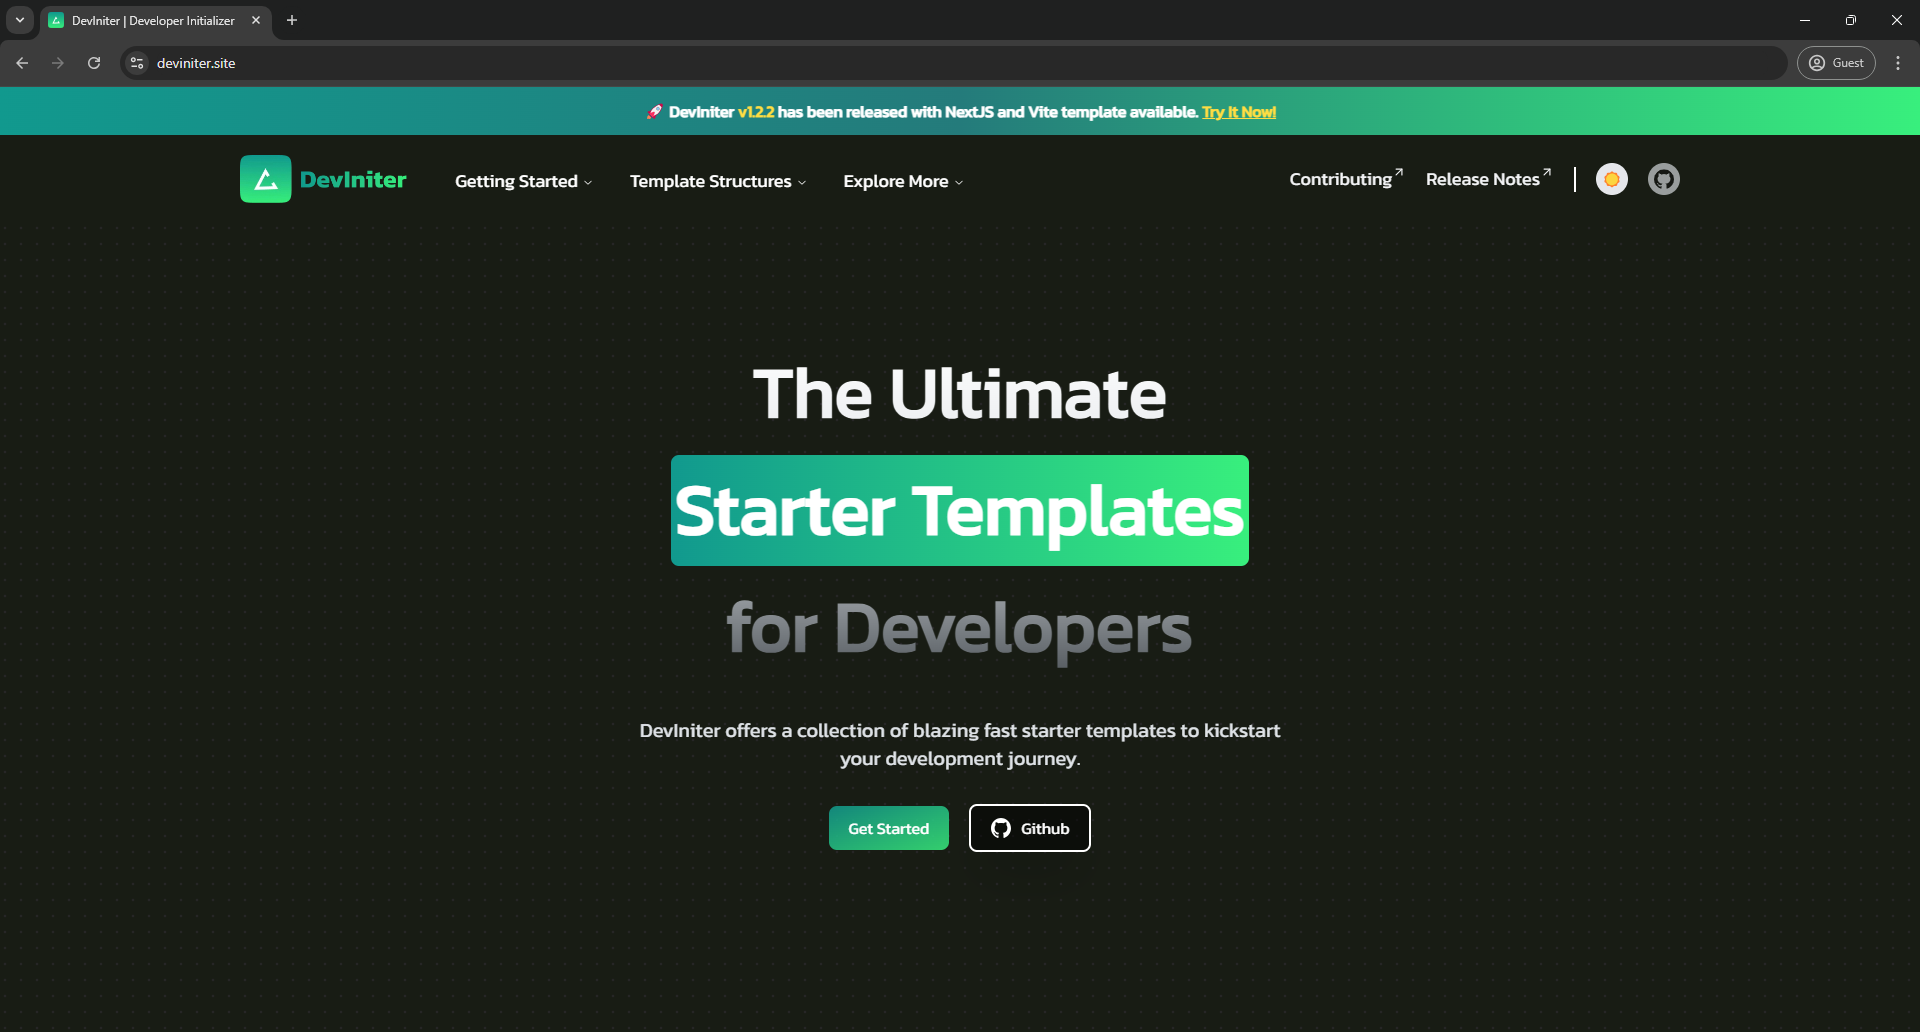 DevIniter | Developer Initializer
deviniter.site
Guest
🚀 DevIniter v1.2.2 has been released with NextJS and Vite template available. Try It Now!
DevIniter
Getting Started
Template Structures
Explore More
Contributing
Release Notes
The Ultimate
Starter Templates
for Developers
DevIniter offers a collection of blazing fast starter templates to kickstart
your development journey.
Get Started
Github